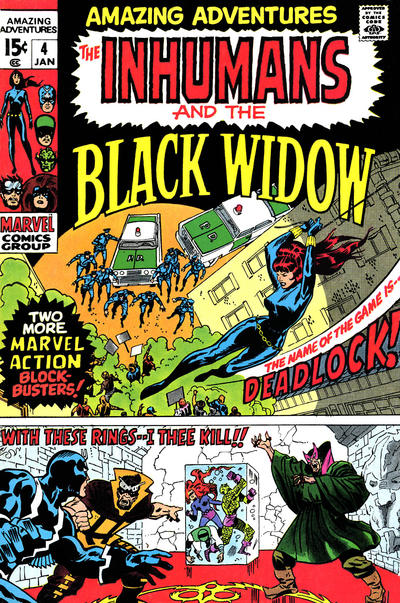 AMAZING ADVENTURES
15¢
4
JAN
CC
MARVEL
COMICS
GROUP
AMAZING ADVENTURES
APPROVED
BY THE
COMICS
CODE
AUTHORITY
THE INHUMANS
AND THE
BLACK WIDOW
TWO
MORE
MARVEL
ACTION
BLOCK-
BUSTERS!
THE NAME OF THE GAME IS--
DEADLOCK!
WITH THESE RINGS--I THEE KILL!!